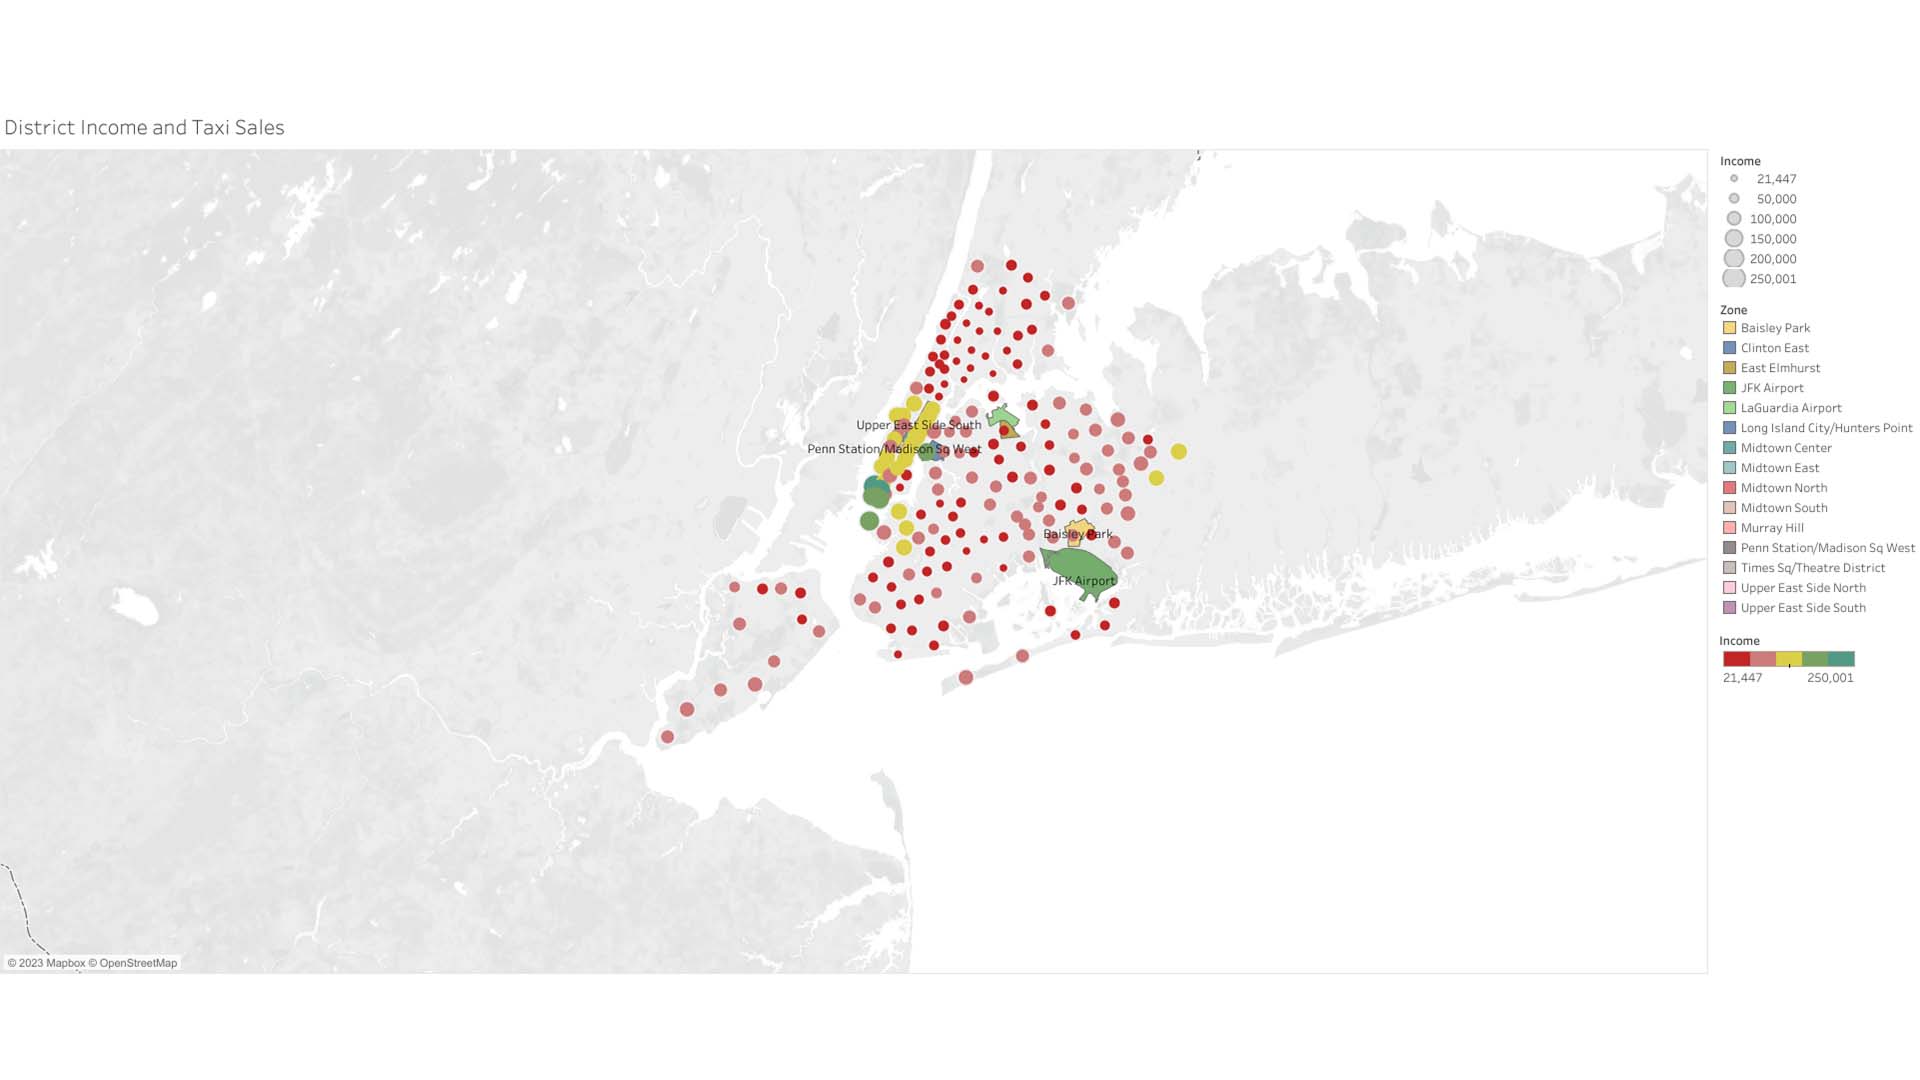 District Income and Taxi Sales
Upper East Side South
Penn Station/Madison Sq West
Baisley Park
JFK Airport
© 2023 Mapbox © OpenStreetMap
Income
21,447
50,000
100,000
150,000
200,000
250,001
Zone
Baisley Park
Clinton East
East Elmhurst
JFK Airport
LaGuardia Airport
Long Island City/Hunters Point
Midtown Center
Midtown East
Midtown North
Midtown South
Murray Hill
Penn Station/Madison Sq West
Times Sq/Theatre District
Upper East Side North
Upper East Side South
Income
21,447 250,001